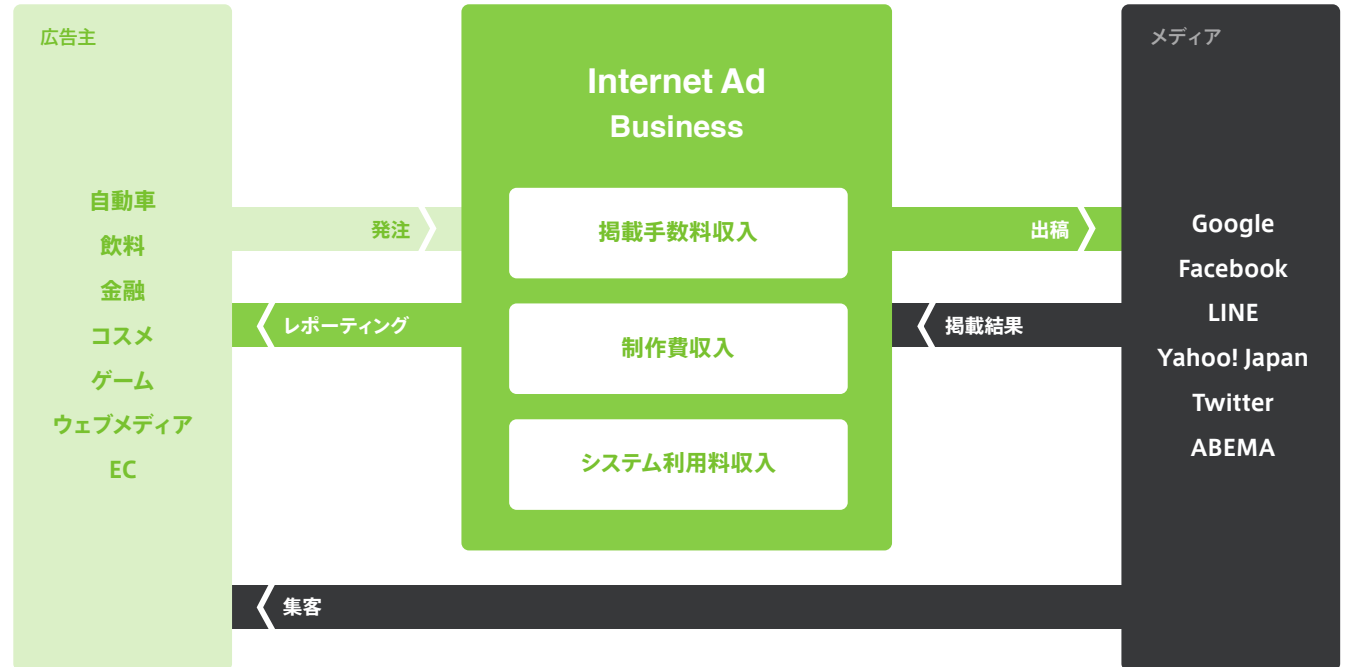 広告主
自動車
飲料
金融
コスメ
ゲーム
ウェブメディア
EC
発注
レポーティング
Internet Ad
Business
掲載手数料収入
制作費収入
システム利用料収入
出稿
掲載結果
メディア
Google
Facebook
LINE
Yahoo! Japan
Twitter
ABEMA
集客